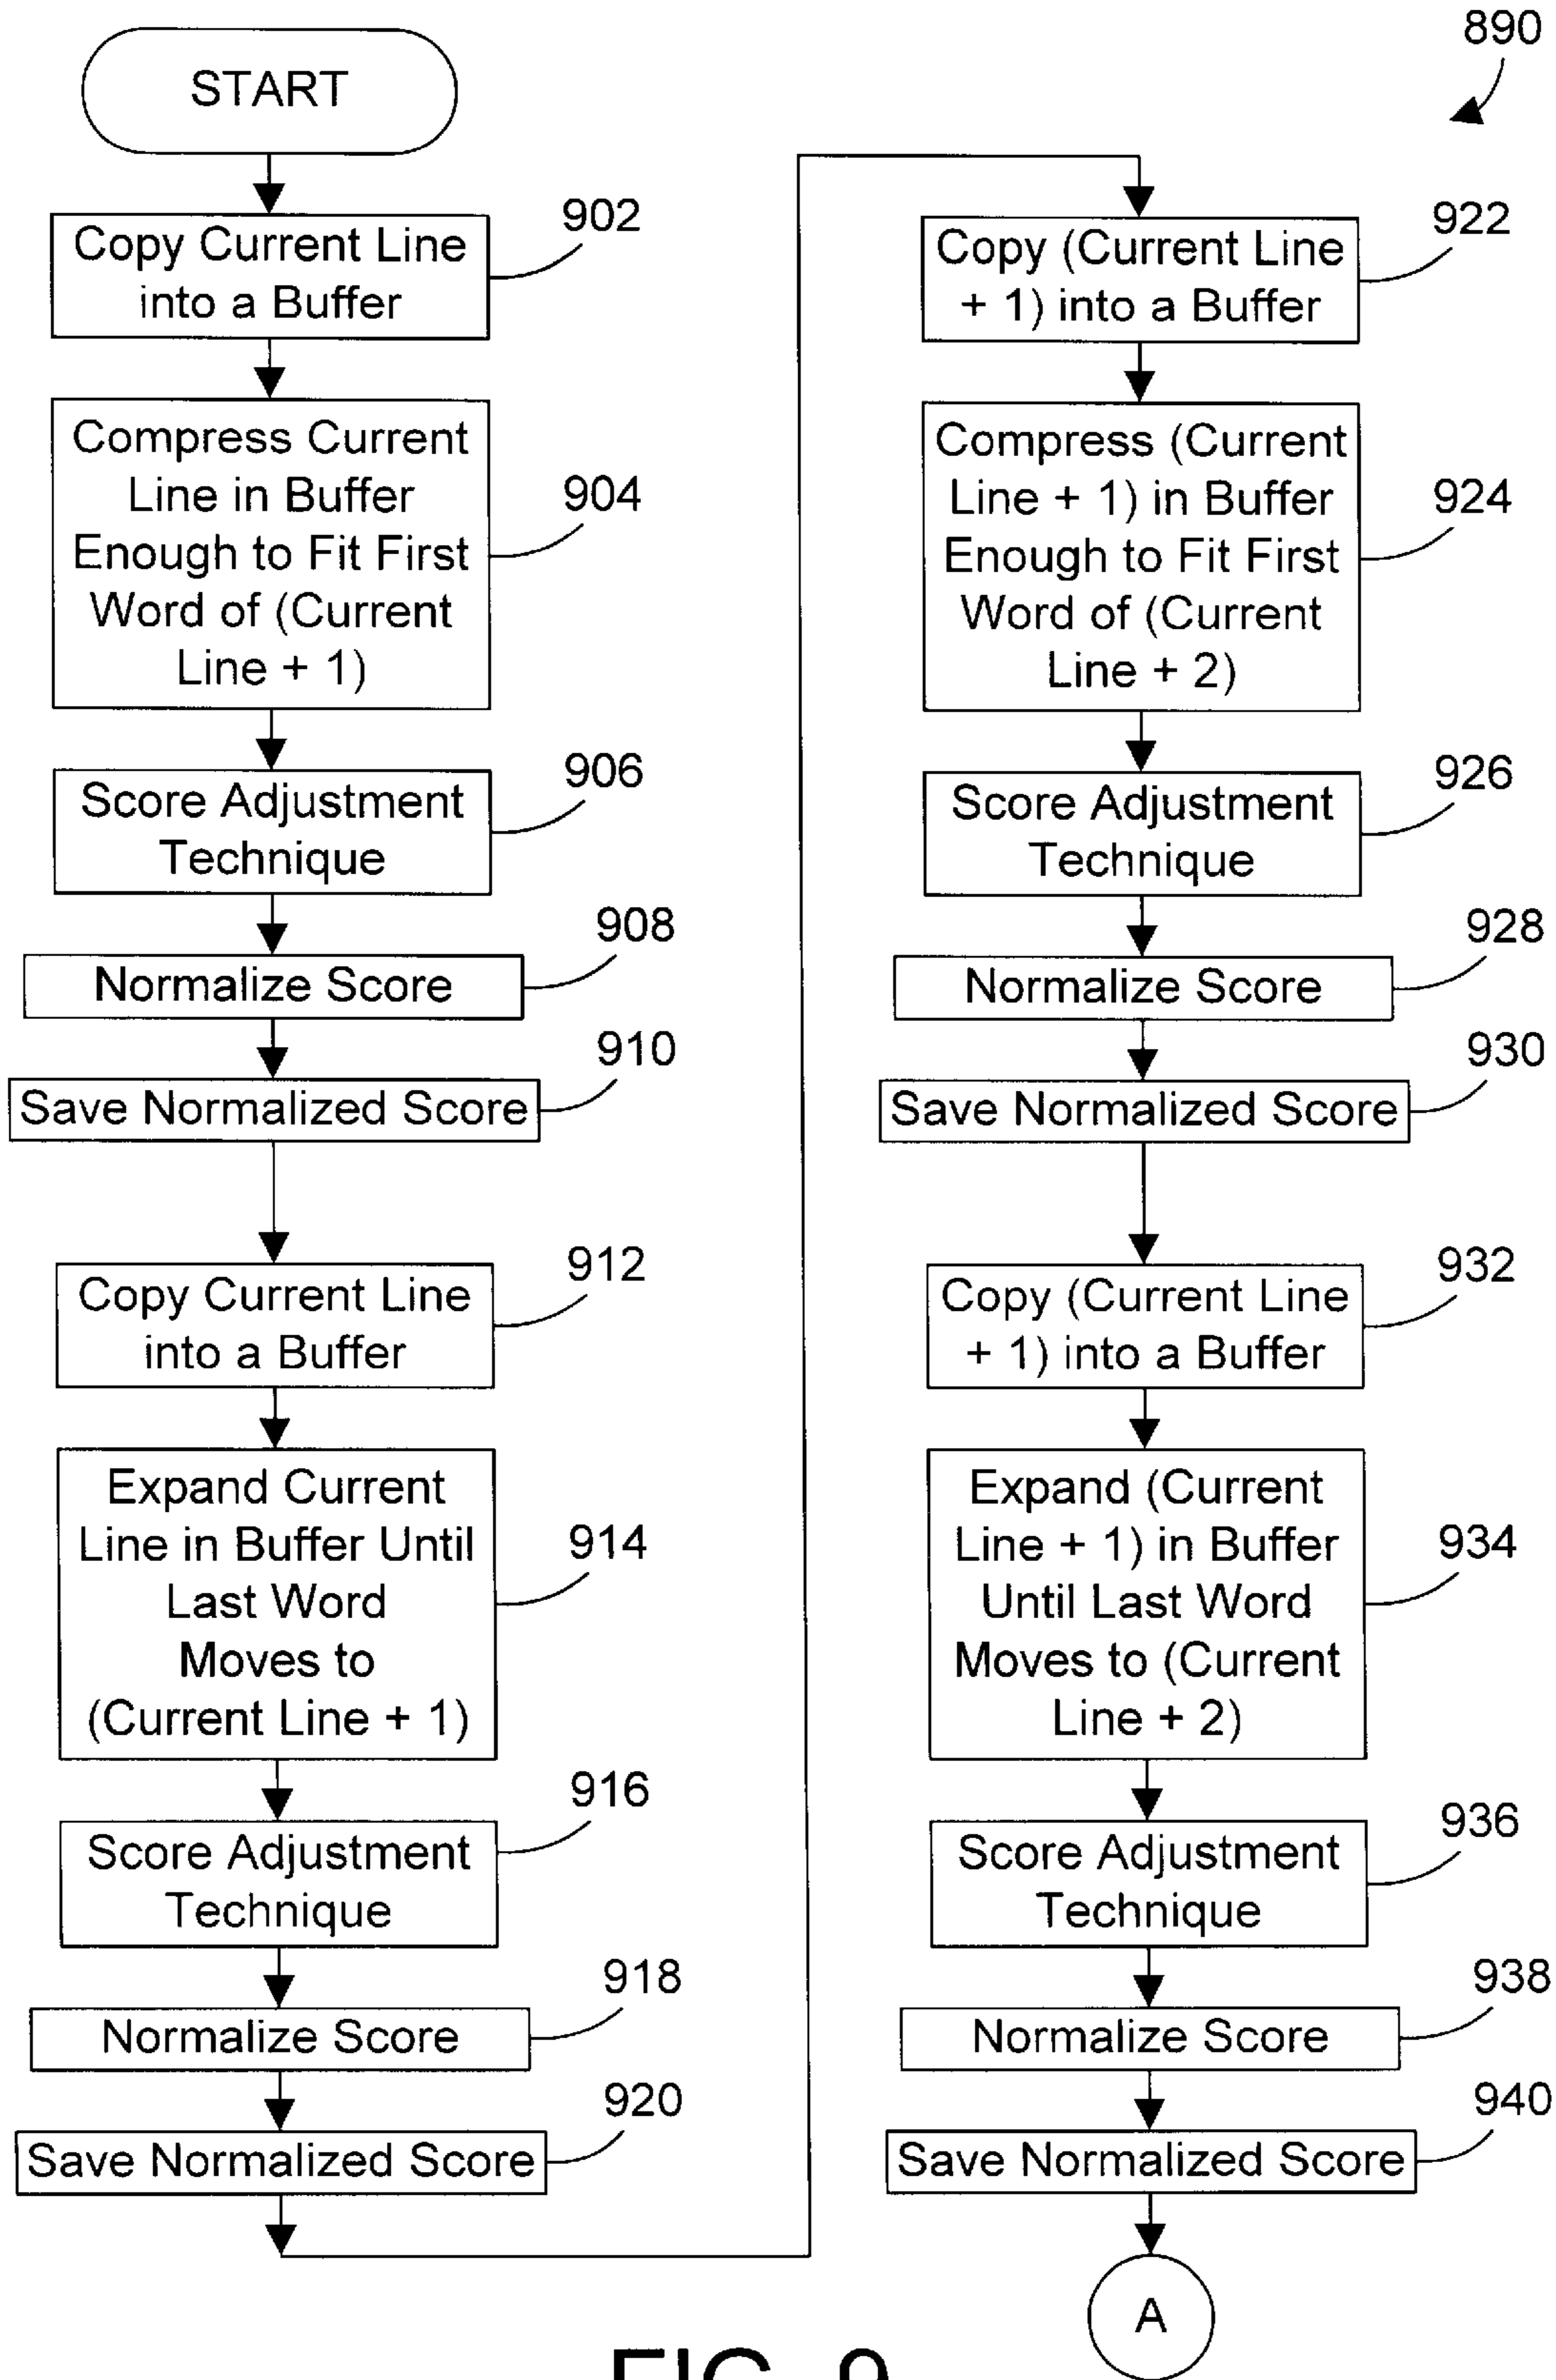 890
START
902
Copy Current Line
into a Buffer
904
Compress Current
Line in Buffer
Enough to Fit First
Word of (Current
Line + 1)
906
Score Adjustment
Technique
908
Normalize Score
910
Save Normalized Score
912
Copy Current Line
into a Buffer
914
Expand Current
Line in Buffer Until
Last Word
Moves to
(Current Line + 1)
916
Score Adjustment
Technique
918
Normalize Score
920
Save Normalized Score
922
Copy (Current Line
+ 1) into a Buffer
924
Compress (Current
Line + 1) in Buffer
Enough to Fit First
Word of (Current
Line + 2)
926
Score Adjustment
Technique
928
Normalize Score
930
Save Normalized Score
932
Copy (Current Line
+ 1) into a Buffer
934
Expand (Current
Line + 1) in Buffer
Until Last Word
Moves to (Current
Line + 2)
936
Score Adjustment
Technique
938
Normalize Score
940
Save Normalized Score
A
FIG. 9